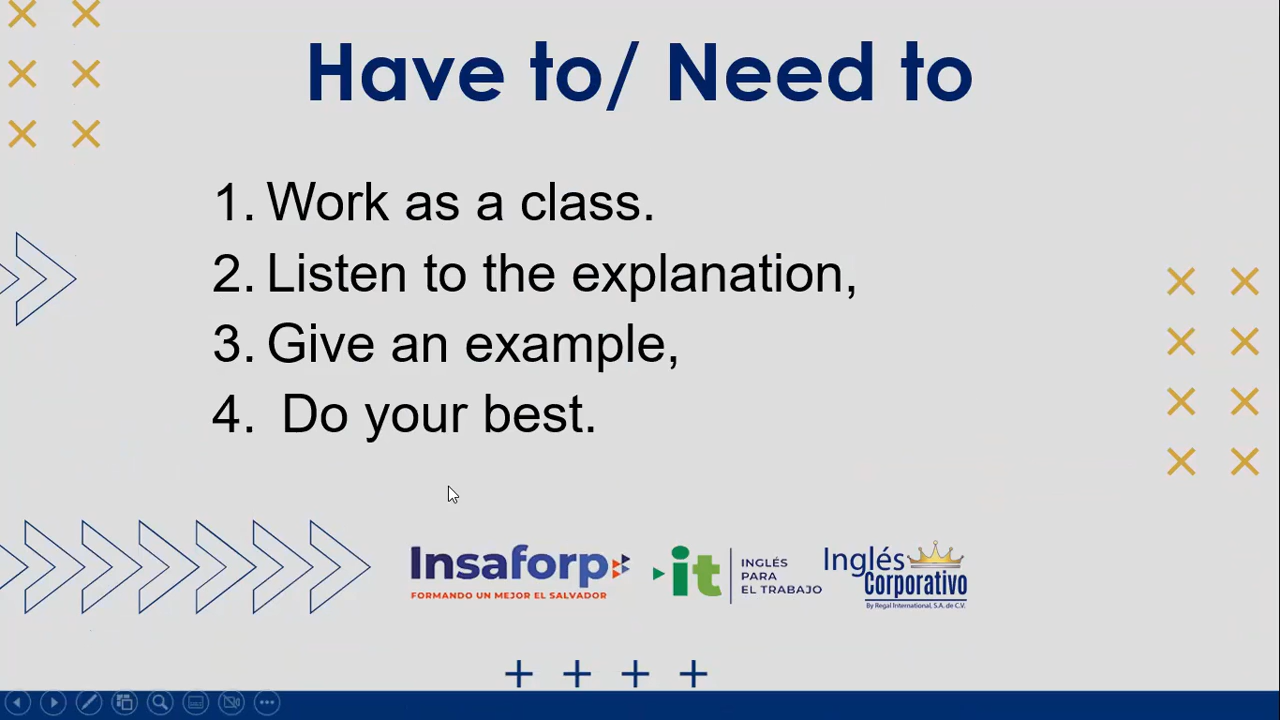 Have to/ Need to
1. Work as a class.
2. Listen to the explanation,
3. Give an example,
4. Do your best.
Insaforp
FORMANDO UN MEJOR EL SALVADOR
it
INGLÉS
PARA
EL TRABAJO
Inglés
Corporativo
By Regal International, S.A. de C.V.